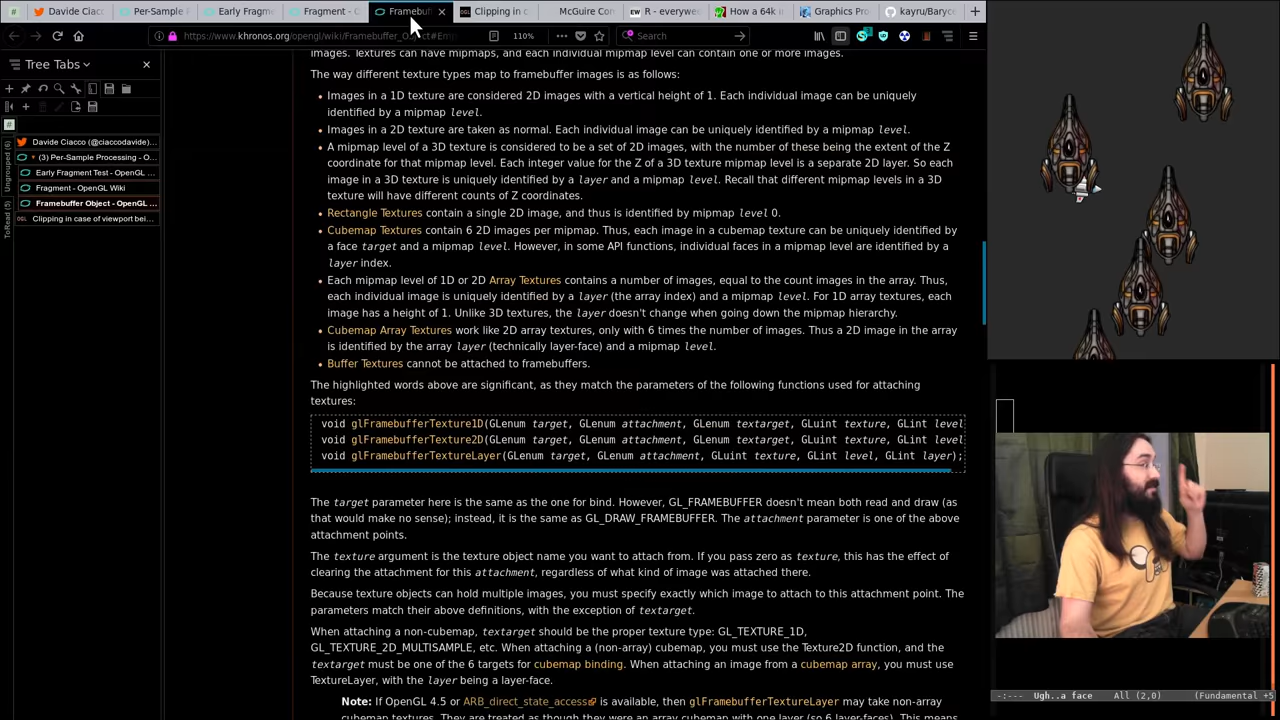 Davide Ciacc
Per-Sample P
Early Fragme
Fragment - O
Framebuf
Clipping in c
McGuire Con
R - everywe
How a 64k i
Graphics Pro
kayru/Baryce
https://www.khronos.org/opengl/wiki/Framebuffer_Object#Em
110%
Search
Tree Tabs
#
Davide Ciacco (@ciaccodavide)...
(3) Per-Sample Processing - O...
Early Fragment Test - OpenGL ...
Fragment - OpenGL Wiki
Framebuffer Object - OpenGL ...
Clipping in case of viewport bei...
Ungrouped (6)
ToRead (5)
images. Textures can have mipmaps, and each individual mipmap level can contain one or more images.
The way different texture types map to framebuffer images is as follows:
• Images in a 1D texture are considered 2D images with a vertical height of 1. Each individual image can be uniquely
identified by a mipmap level.
• Images in a 2D texture are taken as normal. Each individual image can be uniquely identified by a mipmap level.
• A mipmap level of a 3D texture is considered to be a set of 2D images, with the number of these being the extent of the Z
coordinate for that mipmap level. Each integer value for the Z of a 3D texture mipmap level is a separate 2D layer. So each
image in a 3D texture is uniquely identified by a layer and a mipmap level. Recall that different mipmap levels in a 3D
texture will have different counts of Z coordinates.
• Rectangle Textures contain a single 2D image, and thus is identified by mipmap level 0.
• Cubemap Textures contain 6 2D images per mipmap. Thus, each image in a cubemap texture can be uniquely identified by
a face target and a mipmap level. However, in some API functions, individual faces in a mipmap level are identified by a
layer index.
• Each mipmap level of 1D or 2D Array Textures contains a number of images, equal to the count images in the array. Thus,
each individual image is uniquely identified by a layer (the array index) and a mipmap level. For 1D array textures, each
image has a height of 1. Unlike 3D textures, the layer doesn't change when going down the mipmap hierarchy.
• Cubemap Array Textures work like 2D array textures, only with 6 times the number of images. Thus a 2D image in the array
is identified by the array layer (technically layer-face) and a mipmap level.
• Buffer Textures cannot be attached to framebuffers.
The highlighted words above are significant, as they match the parameters of the following functions used for attaching
textures:
void glFramebufferTexture1D(GLenum target, GLenum attachment, GLenum textarget, GLuint texture, GLint level
void glFramebufferTexture2D(GLenum target, GLenum attachment, GLenum textarget, GLuint texture, GLint level
void glFramebufferTextureLayer(GLenum target, GLenum attachment, GLuint texture, GLint level, GLint layer);
The target parameter here is the same as the one for bind. However, GL_FRAMEBUFFER doesn't mean both read and draw (as
that would make no sense); instead, it is the same as GL_DRAW_FRAMEBUFFER. The attachment parameter is one of the above
attachment points.
The texture argument is the texture object name you want to attach from. If you pass zero as texture, this has the effect of
clearing the attachment for this attachment, regardless of what kind of image was attached there.
Because texture objects can hold multiple images, you must specify exactly which image to attach to this attachment point. The
parameters match their above definitions, with the exception of textarget.
When attaching a non-cubemap, textarget should be the proper texture type: GL_TEXTURE_1D,
GL_TEXTURE_2D_MULTISAMPLE, etc. When attaching a (non-array) cubemap, you must use the Texture2D function, and the
textarget must be one of the 6 targets for cubemap binding. When attaching an image from a cubemap array, you must use
TextureLayer, with the layer being a layer-face.
Note: If OpenGL 4.5 or ARB_direct_state_access is available, then glFramebufferTextureLayer may take non-array
cubemap textures. They are treated as though they were an array cubemap with one layer (so 6 layer-faces). This means
-:--- Ugh..a face All (2,0) (Fundamental +5